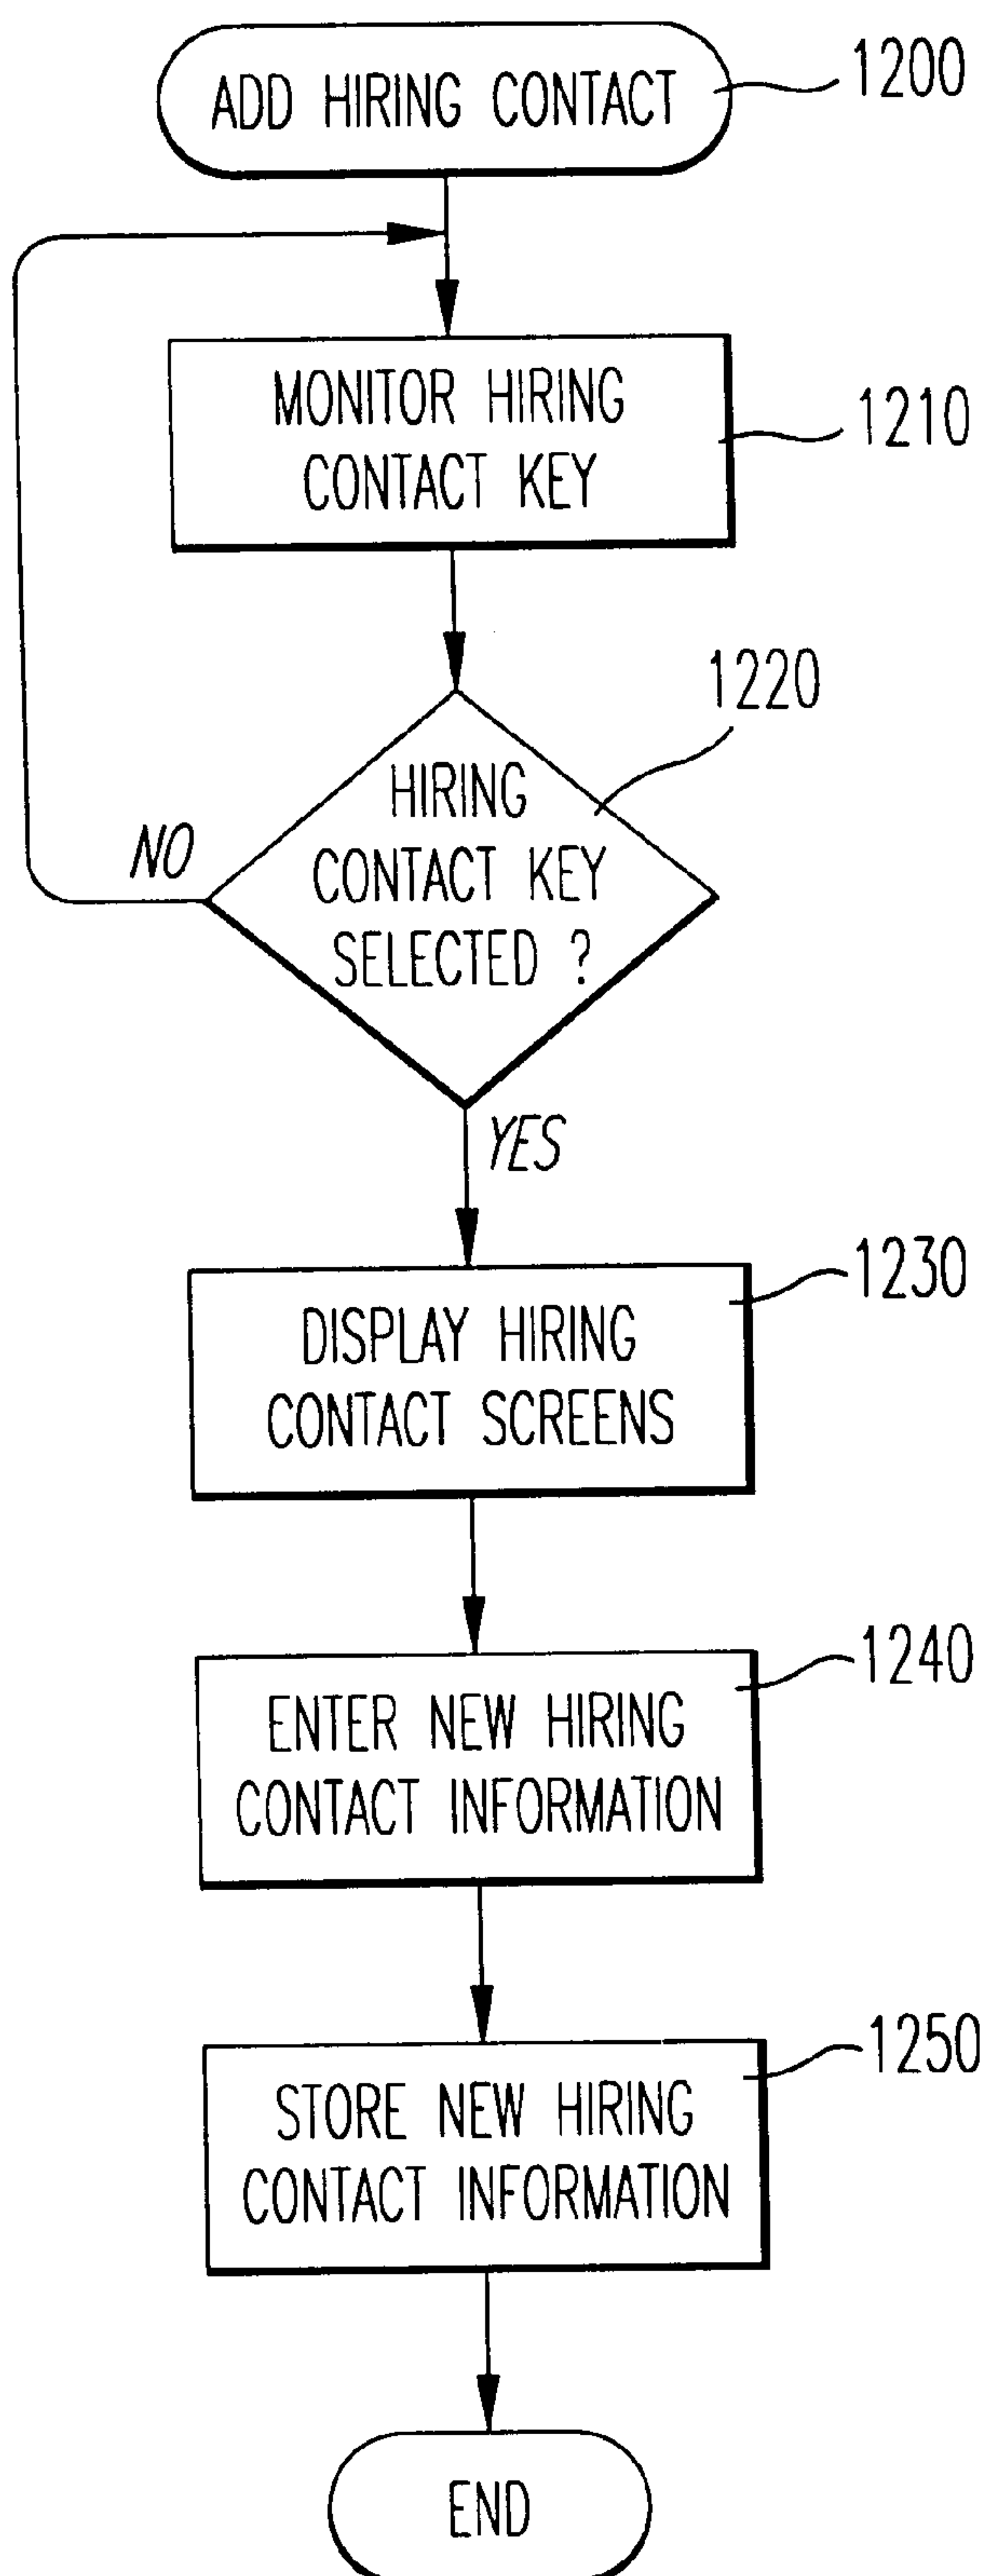 ADD HIRING CONTACT
1200
MONITOR HIRING
CONTACT KEY
1210
1220
HIRING
CONTACT KEY
SELECTED ?
NO
YES
1230
DISPLAY HIRING
CONTACT SCREENS
1240
ENTER NEW HIRING
CONTACT INFORMATION
1250
STORE NEW HIRING
CONTACT INFORMATION
END